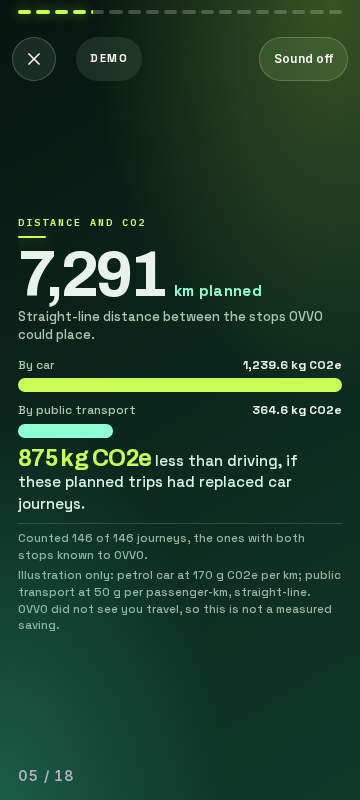 DEMO
Sound off
DISTANCE AND CO2
7,291 km planned
Straight-line distance between the stops OVVO
could place.
By car 1,239.6 kg CO2e
By public transport 364.6 kg CO2e
875 kg CO2e less than driving, if
these planned trips had replaced car
journeys.
Counted 146 of 146 journeys, the ones with both
stops known to OVVO.
Illustration only: petrol car at 170 g CO2e per km; public
transport at 50 g per passenger-km, straight-line.
OVVO did not see you travel, so this is not a measured
saving.
05 / 18